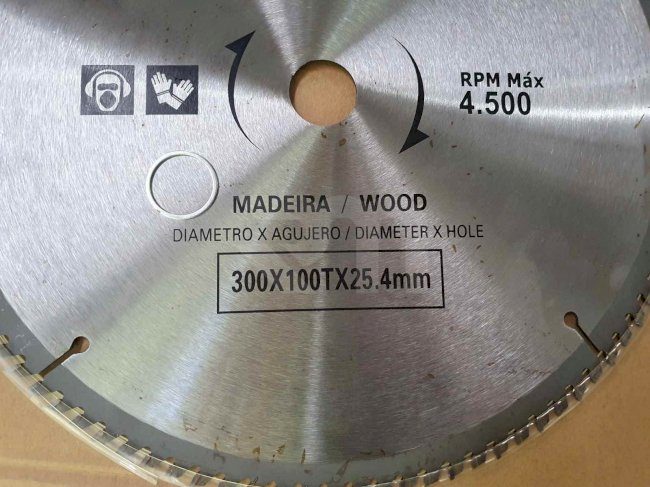 RPM Máx
4.500
MADEIRA / WOOD
DIAMETRO X AGUJERO / DIAMETER X HOLE
300X100TX25.4mm